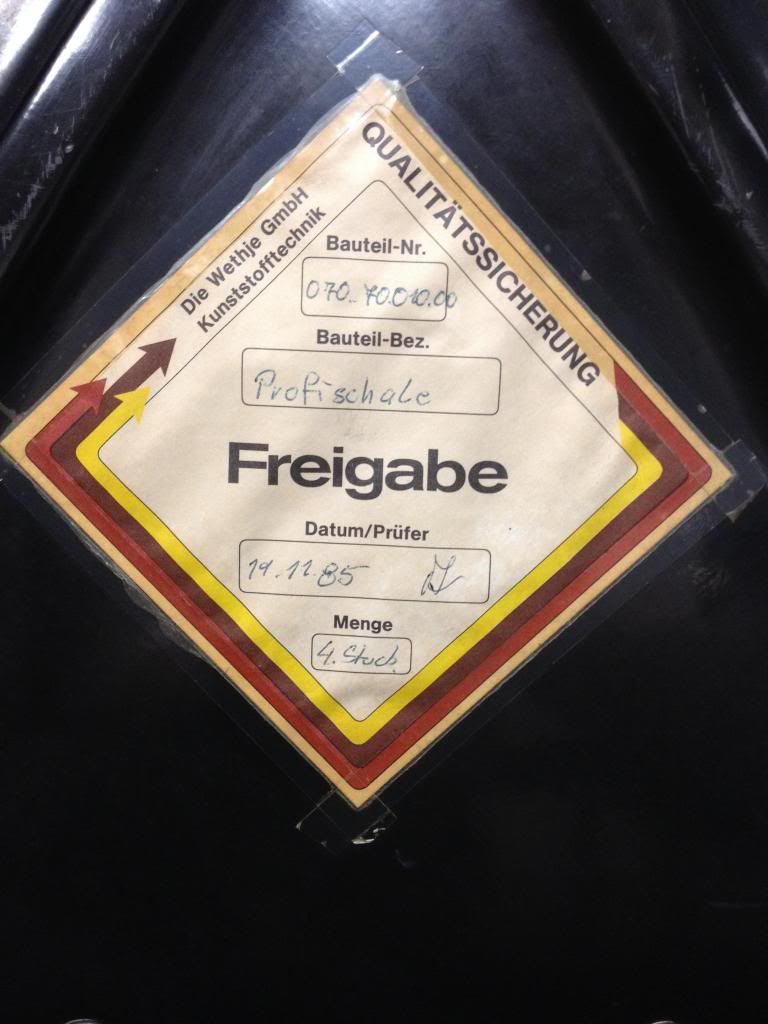 QUALITÄTSSICHERUNG
Die Wethje GmbH
Kunststofftechnik
Bauteil-Nr.
070.70.010.00
Bauteil-Bez.
Profischale
Freigabe
Datum/Prüfer
19.11.85
Menge
4. Stück